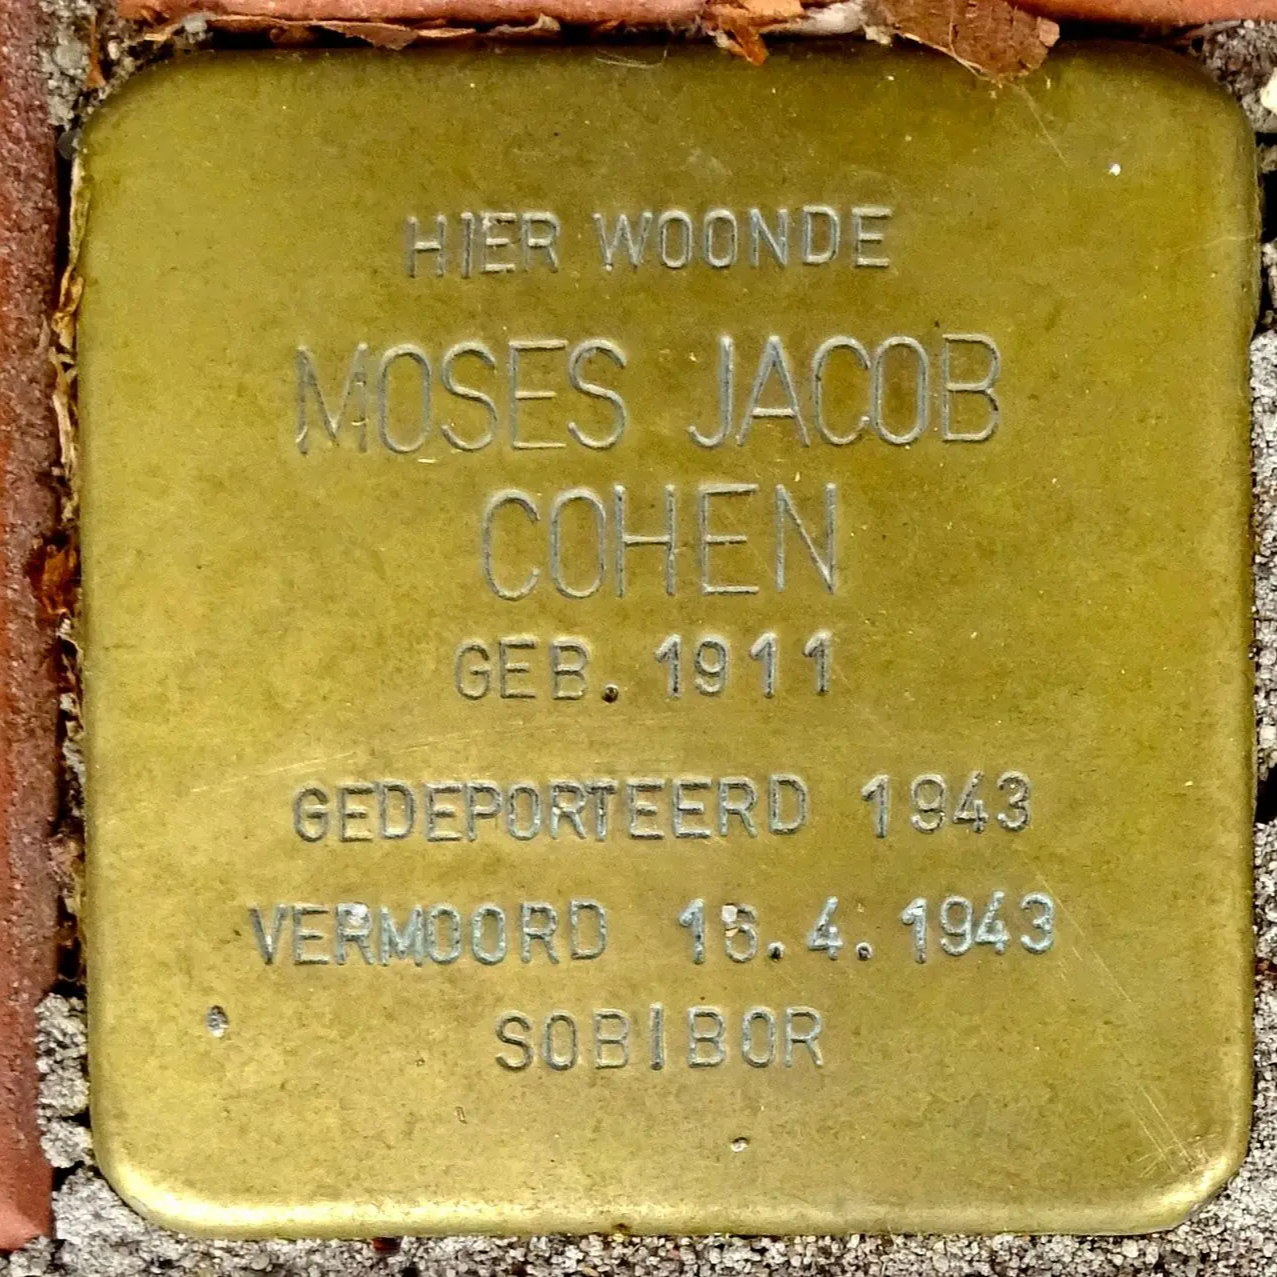 HIER WOONDE
MOSES JACOB
COHEN
GEB. 1911
GEDEPORTEERD 1943
VERMOORD 16.4.1943
SOBIBOR